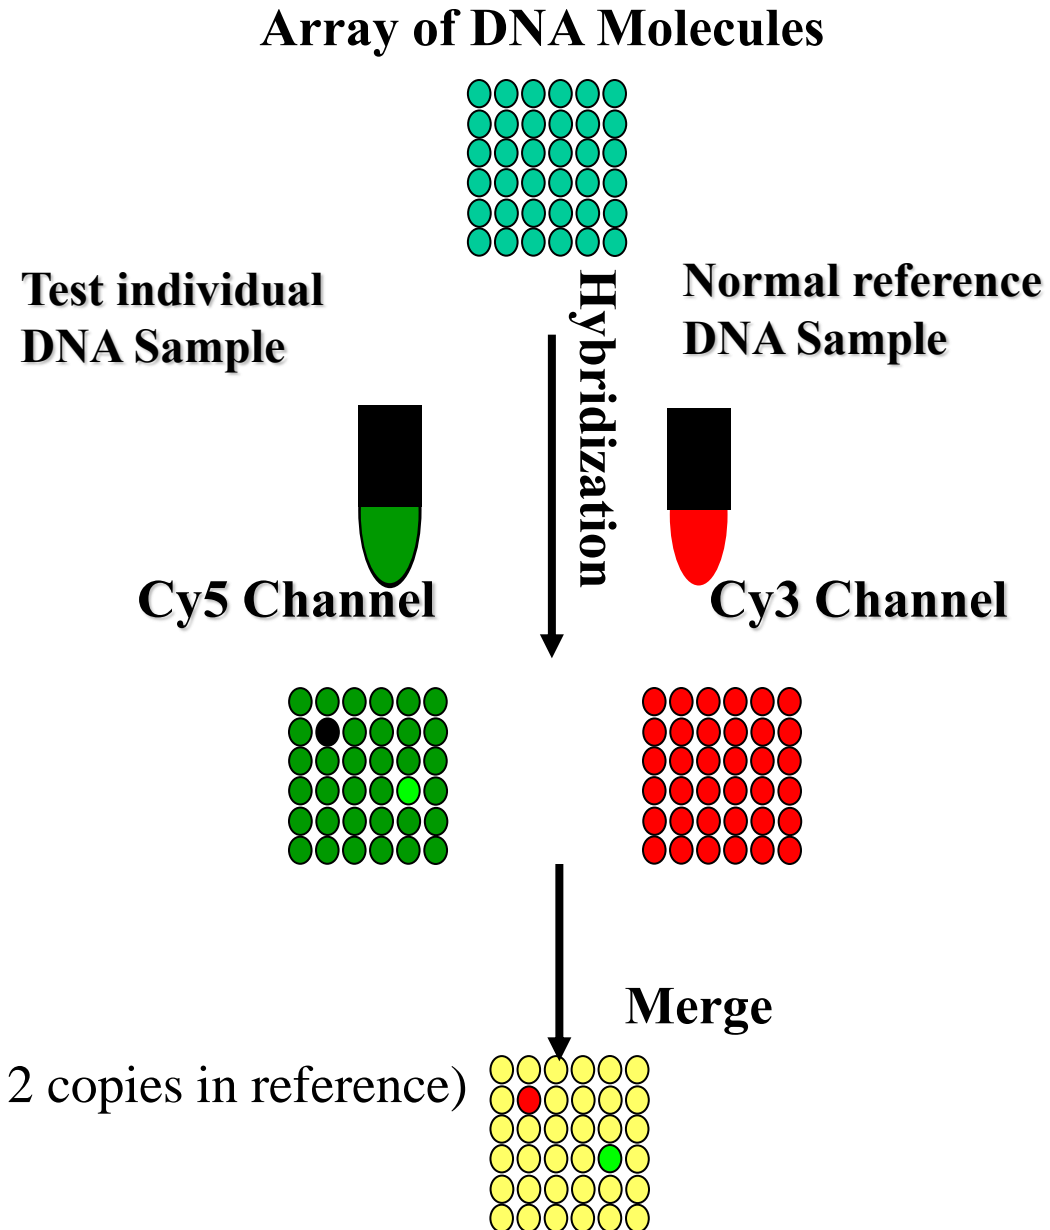 Array of DNA Molecules
Test individual
DNA Sample
Normal reference
DNA Sample
Hybridization
Cy5 Channel
Cy3 Channel
Merge
2 copies in reference)